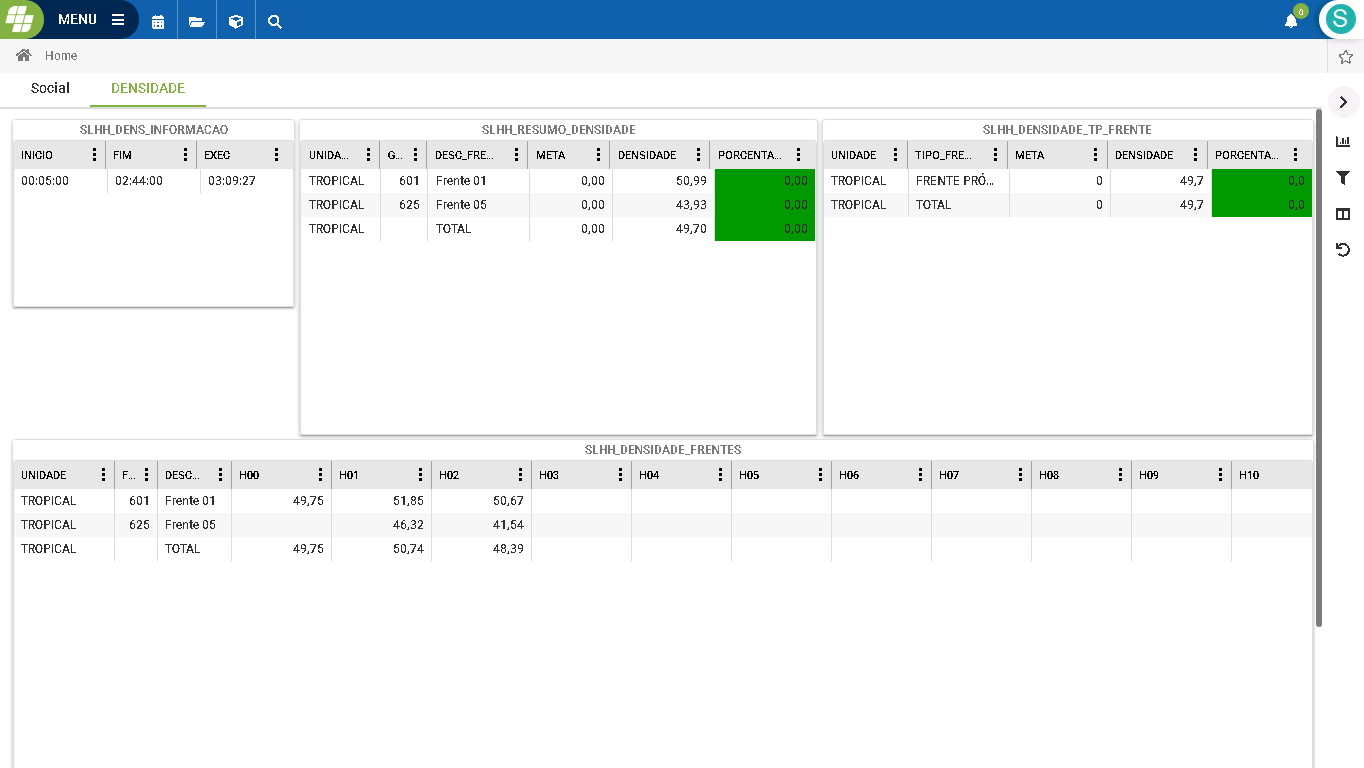 MENU
0
S
Home
Social DENSIDADE
SLHH_DENS_INFORMACAO
INICIO FIM EXEC
00:05:00 02:44:00 03:09:27
SLHH_RESUMO_DENSIDADE
UNIDA... G... DESC_FRE... META DENSIDADE PORCENTA...
TROPICAL 601 Frente 01 0,00 50,99 0,00
TROPICAL 625 Frente 05 0,00 43,93 0,00
TROPICAL TOTAL 0,00 49,70 0,00
SLHH_DENSIDADE_TP_FRENTE
UNIDADE TIPO_FRE... META DENSIDADE PORCENTA...
TROPICAL FRENTE PRÓ... 0 49,7 0,0
TROPICAL TOTAL 0 49,7 0,0
SLHH_DENSIDADE_FRENTES
UNIDADE F... DESC... H00 H01 H02 H03 H04 H05 H06 H07 H08 H09 H10
TROPICAL 601 Frente 01 49,75 51,85 50,67
TROPICAL 625 Frente 05 46,32 41,54
TROPICAL TOTAL 49,75 50,74 48,39